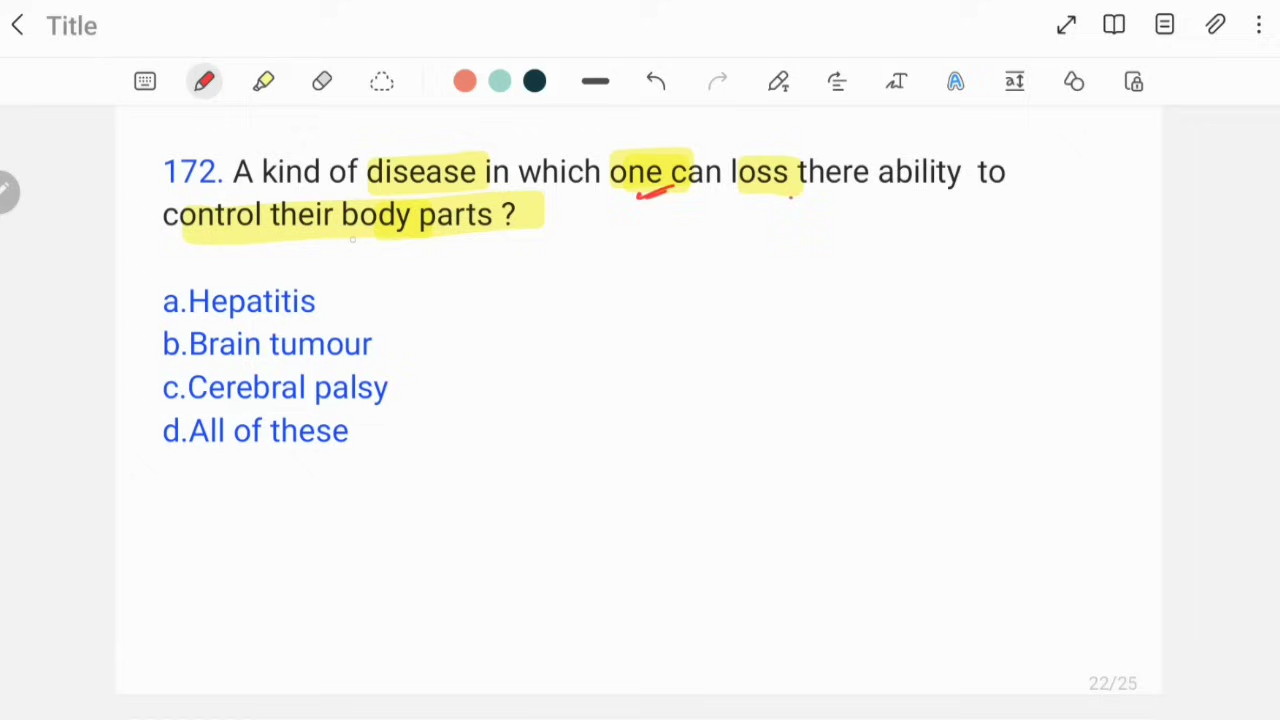 Title
172. A kind of disease in which one can loss there ability to
control their body parts ?
a.Hepatitis
b.Brain tumour
c.Cerebral palsy
d.All of these
22/25